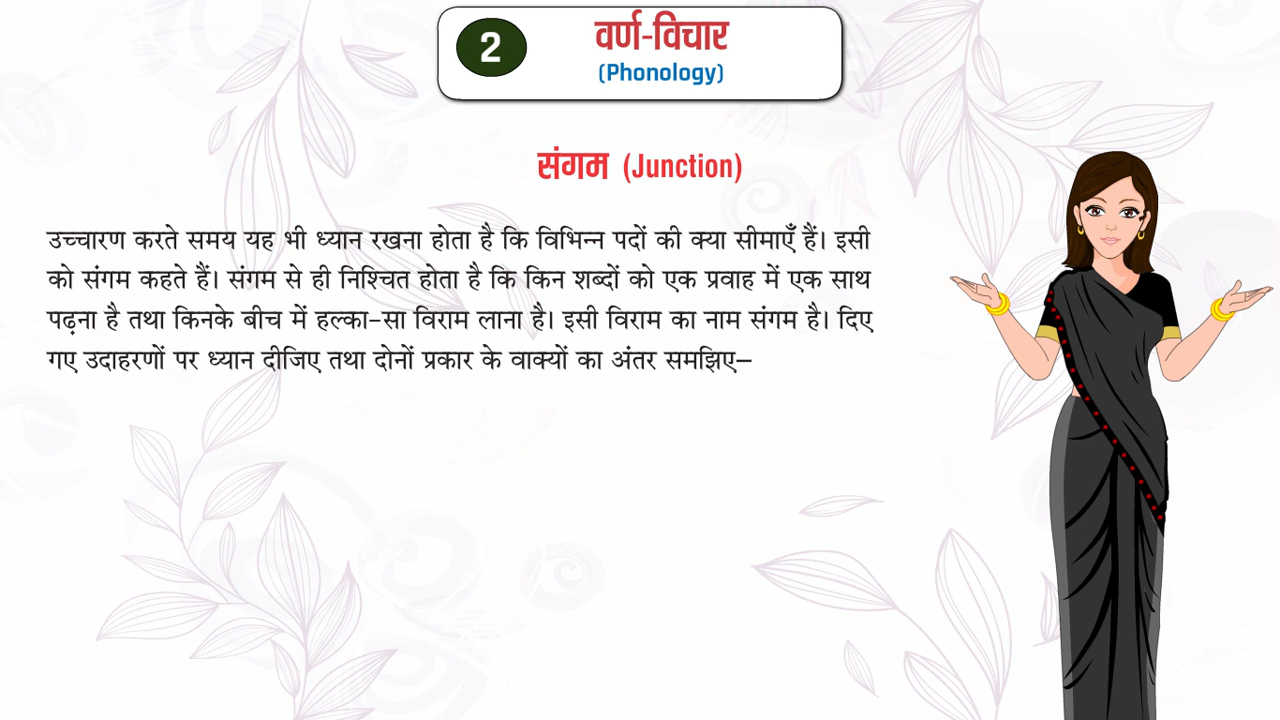 2
वर्ण-विचार
(Phonology)
संगम (Junction)
उच्चारण करते समय यह भी ध्यान रखना होता है कि विभिन्न पदों की क्या सीमाएँ हैं। इसी
को संगम कहते हैं। संगम से ही निश्चित होता है कि किन शब्दों को एक प्रवाह में एक साथ
पढ़ना है तथा किनके बीच में हल्का-सा विराम लाना है। इसी विराम का नाम संगम है। दिए
गए उदाहरणों पर ध्यान दीजिए तथा दोनों प्रकार के वाक्यों का अंतर समझिए–